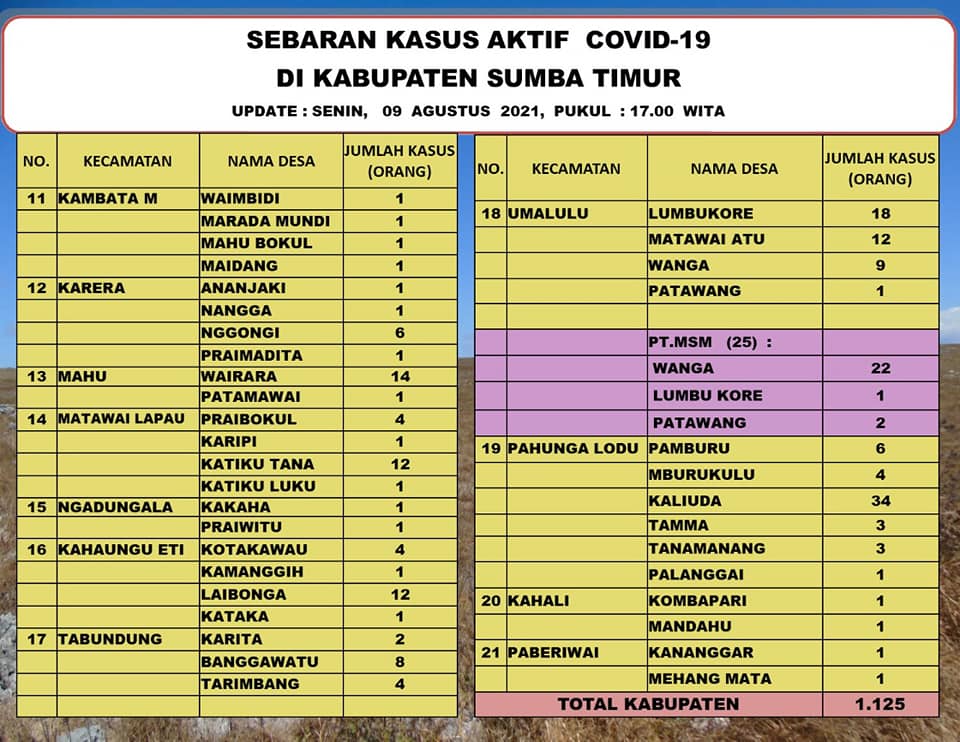 SEBARAN KASUS AKTIF COVID-19
DI KABUPATEN SUMBA TIMUR
UPDATE : SENIN, 09 AGUSTUS 2021, PUKUL : 17.00 WITA
NO. KECAMATAN NAMA DESA JUMLAH KASUS (ORANG)
11 KAMBATA M WAIMBIDI 1
MARADA MUNDI 1
MAHU BOKUL 1
MAIDANG 1
12 KARERA ANANJAKI 1
NANGGA 1
NGGONGI 6
PRAIMADITA 1
13 MAHU WAIRARA 14
PATAMAWAI 1
14 MATAWAI LAPAU PRAIBOKUL 4
KARIPI 1
KATIKU TANA 12
KATIKU LUKU 1
15 NGADUNGALA KAKAHA 1
PRAIWITU 1
16 KAHAUNGU ETI KOTAKAWAU 4
KAMANGGIH 1
LAIBONGA 12
KATAKA 1
17 TABUNDUNG KARITA 2
BANGGAWATU 8
TARIMBANG 4
NO. KECAMATAN NAMA DESA JUMLAH KASUS (ORANG)
18 UMALULU LUMBUKORE 18
MATAWAI ATU 12
WANGA 9
PATAWANG 1
PT.MSM (25) :
WANGA 22
LUMBU KORE 1
PATAWANG 2
19 PAHUNGA LODU PAMBURU 6
MBURUKULU 4
KALIUDA 34
TAMMA 3
TANAMANANG 3
PALANGGAI 1
20 KAHALI KOMBAPARI 1
MANDAHU 1
21 PABERIWAI KANANGGAR 1
MEHANG MATA 1
TOTAL KABUPATEN 1.125